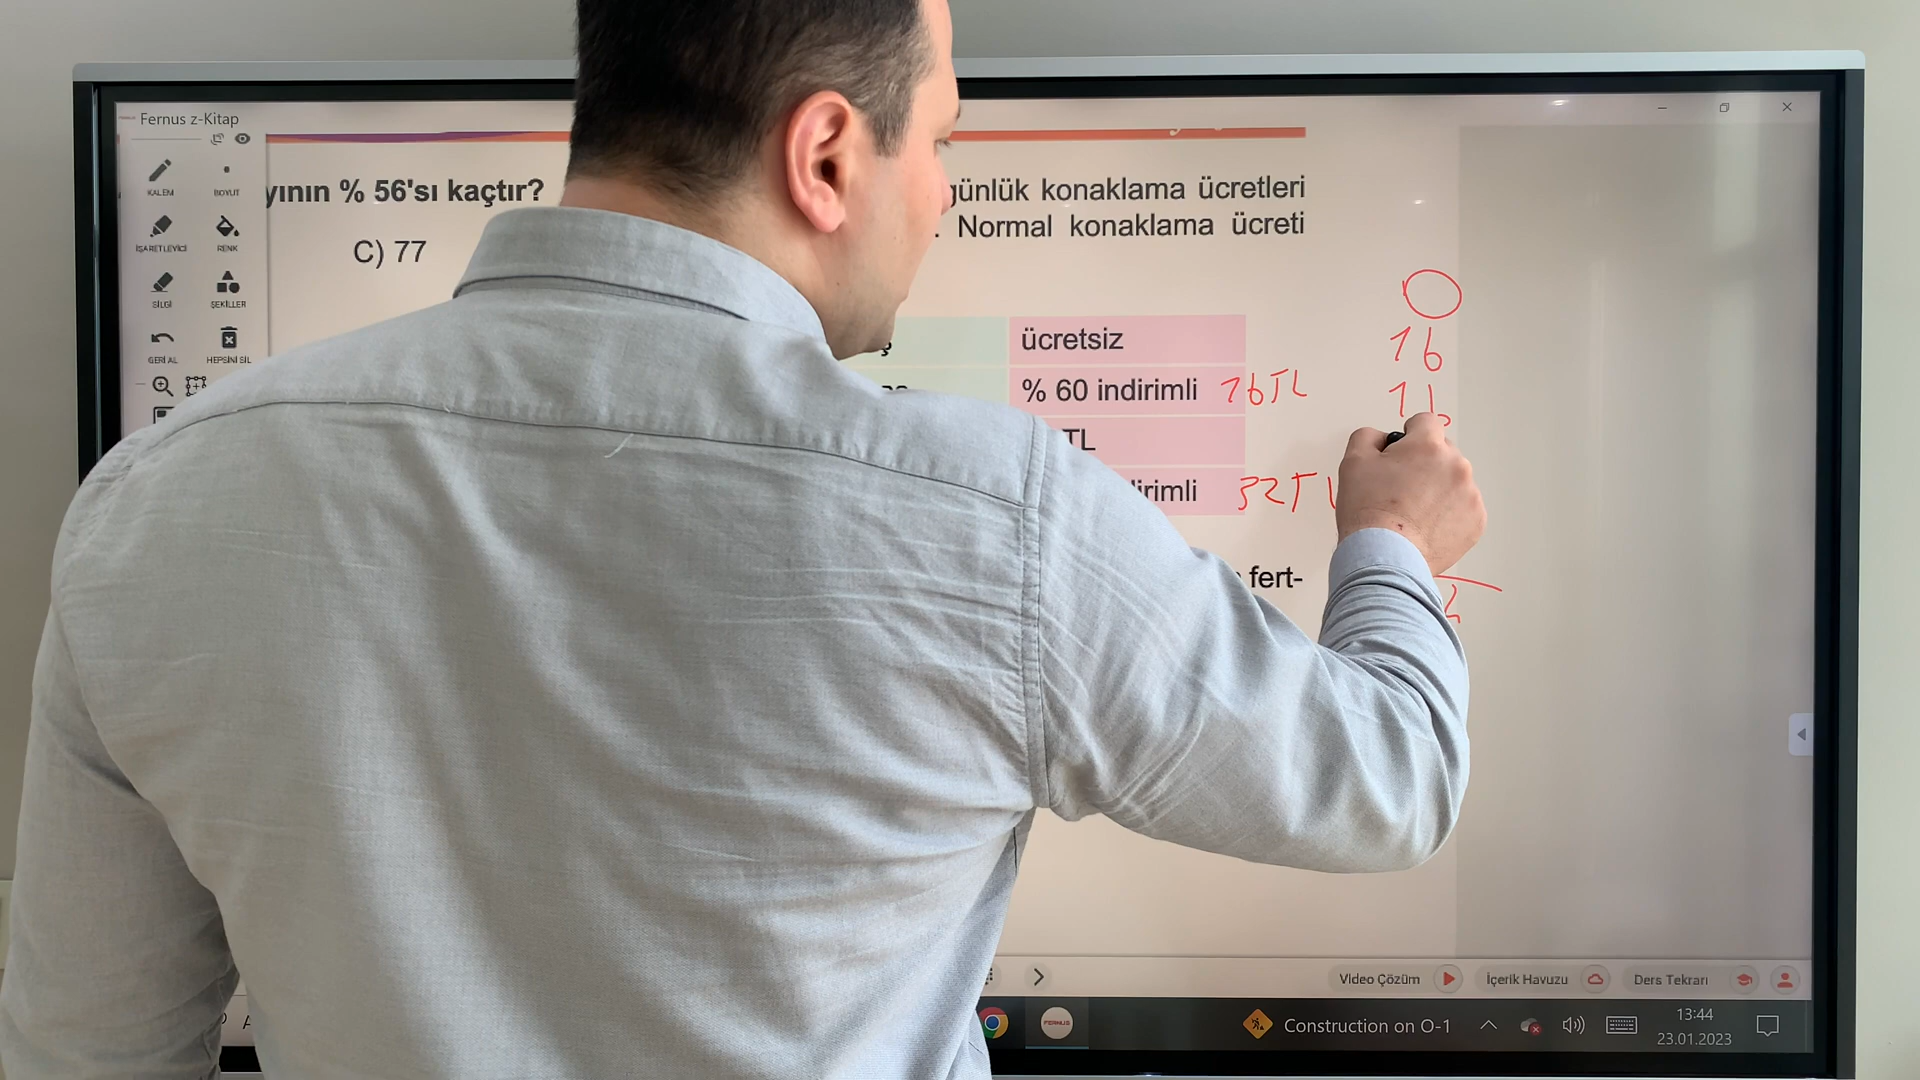 Fernus z-Kitap
KALEM
BOYUT
İŞARETLEYİCİ
RENK
SİLGİ
ŞEKİLLER
GERİ AL
HEPSİNİ SİL
yının % 56'sı kaçtır?
C) 77
günlük konaklama ücretleri
. Normal konaklama ücreti
ücretsiz
% 60 indirimli 16TL
TL
irimli 32TL
fert-
16
Video Çözüm
İçerik Havuzu
Ders Tekrarı
FERNUS
Construction on O-1
13:44
23.01.2023